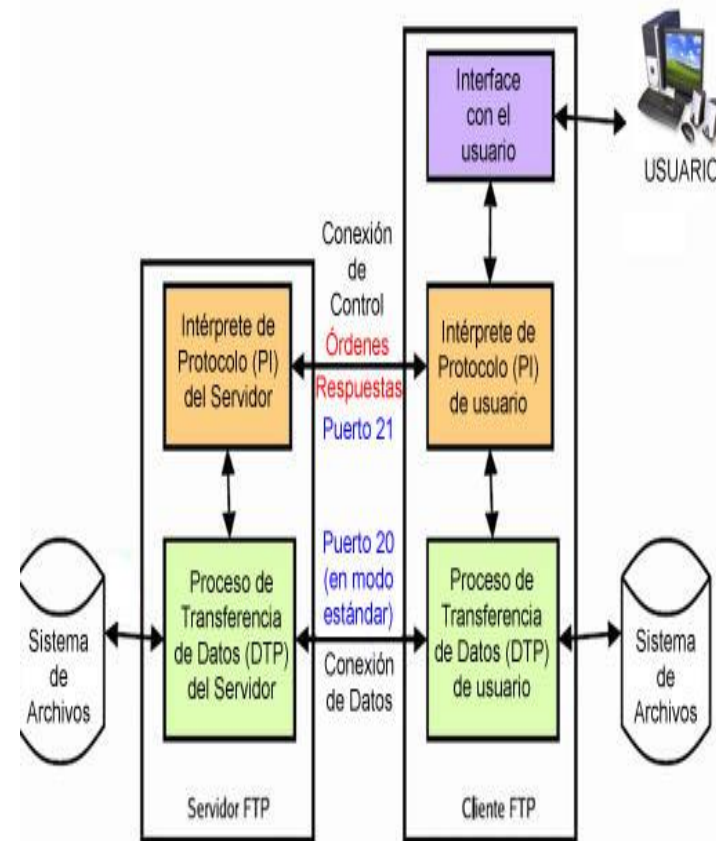 Interface
con el
usuario
USUARIO
Conexión
de
Control
Órdenes
Respuestas
Puerto 21
Intérprete de
Protocolo (PI)
del Servidor
Intérprete de
Protocolo (PI)
de usuario
Puerto 20
(en modo
estándar)
Conexión
de Datos
Sistema
de
Archivos
Proceso de
Transferencia
de Datos (DTP)
del Servidor
Proceso de
Transferencia
de Datos (DTP)
de usuario
Sistema
de
Archivos
Servidor FTP
Cliente FTP